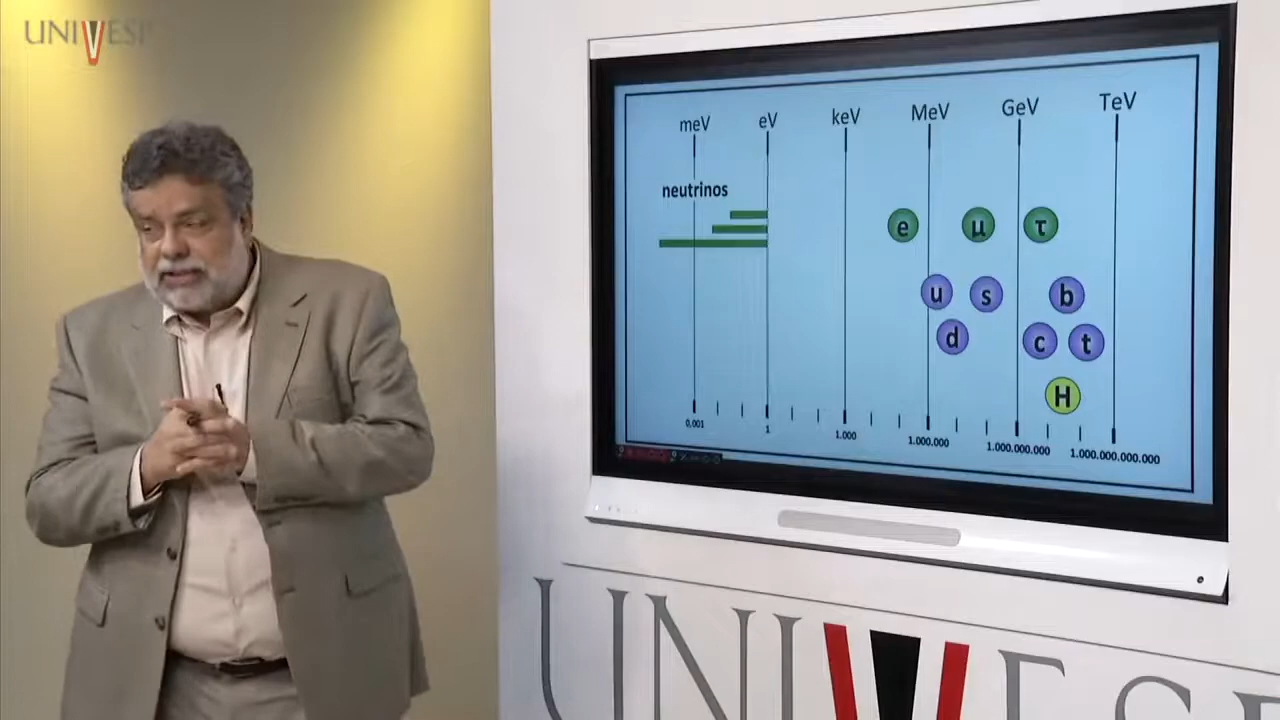 UNIVESP
meV eV keV MeV GeV TeV
neutrinos
e μ τ
u s b
d c t
H
0,001 1 1.000 1.000.000 1.000.000.000 1.000.000.000.000
UNIVESP